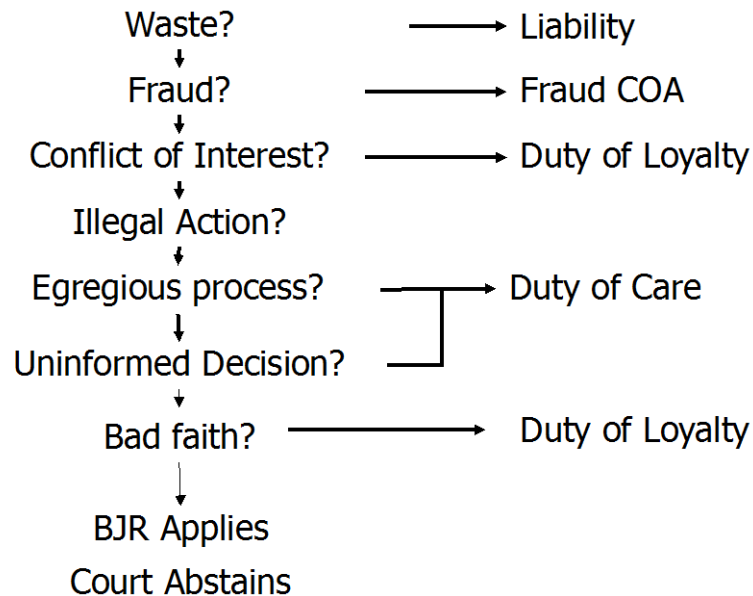 Waste? Liability
Fraud? Fraud COA
Conflict of Interest? Duty of Loyalty
Illegal Action?
Egregious process? Duty of Care
Uninformed Decision?
Bad faith? Duty of Loyalty
BJR Applies
Court Abstains